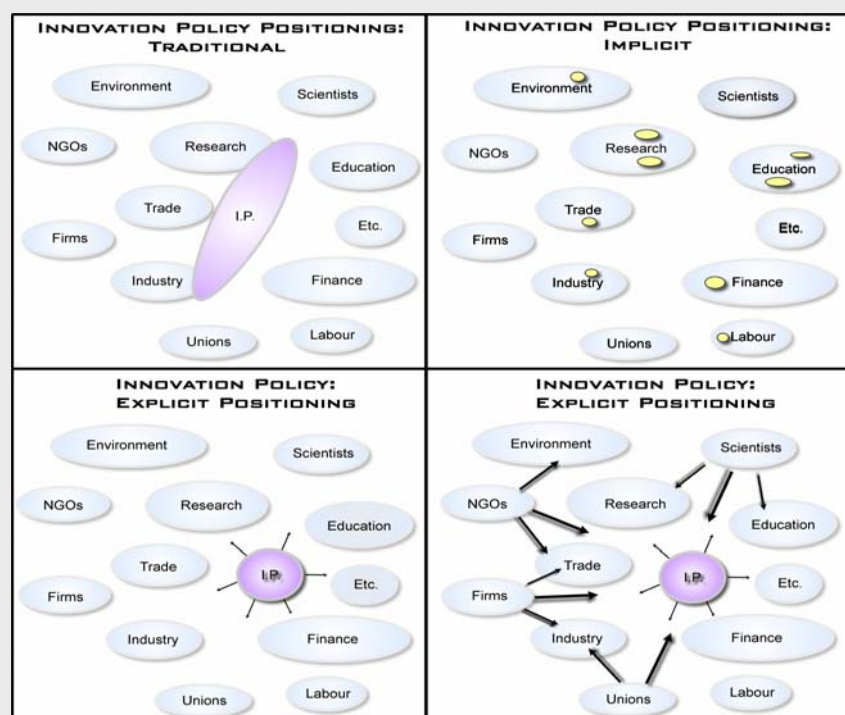 INNOVATION POLICY POSITIONING:
TRADITIONAL
Environment
Scientists
NGOs
Research
Education
Trade
I.P.
Etc.
Firms
Industry
Finance
Unions
Labour
INNOVATION POLICY POSITIONING:
IMPLICIT
Environment
Scientists
NGOs
Research
Education
Trade
Etc.
Firms
Industry
Finance
Unions
Labour
INNOVATION POLICY:
EXPLICIT POSITIONING
Environment
Scientists
NGOs
Research
Education
Trade
I.P.
Etc.
Firms
Industry
Finance
Unions
Labour
INNOVATION POLICY:
EXPLICIT POSITIONING
Environment
Scientists
NGOs
Research
Education
Trade
I.P.
Etc.
Firms
Industry
Finance
Unions
Labour